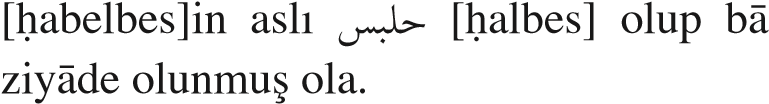 [ḥabelbes]in aslı حلبس [ḥalbes] olup bā
ziyāde olunmuş ola.